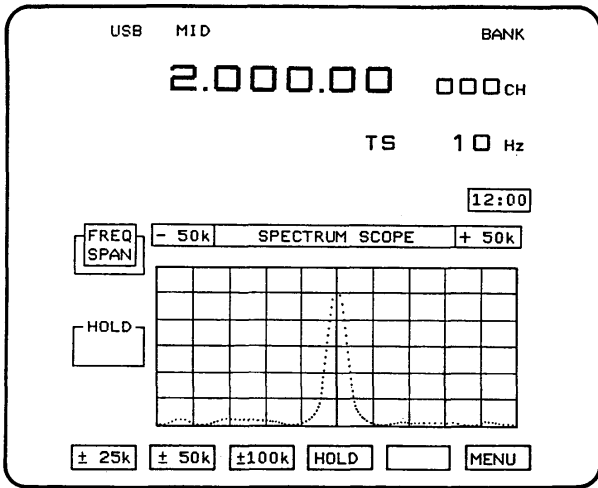 USB MID BANK
2.000.00 000CH
TS 10 Hz
12:00
FREQ SPAN
- 50k SPECTRUM SCOPE + 50k
HOLD
± 25k ± 50k ±100k HOLD MENU